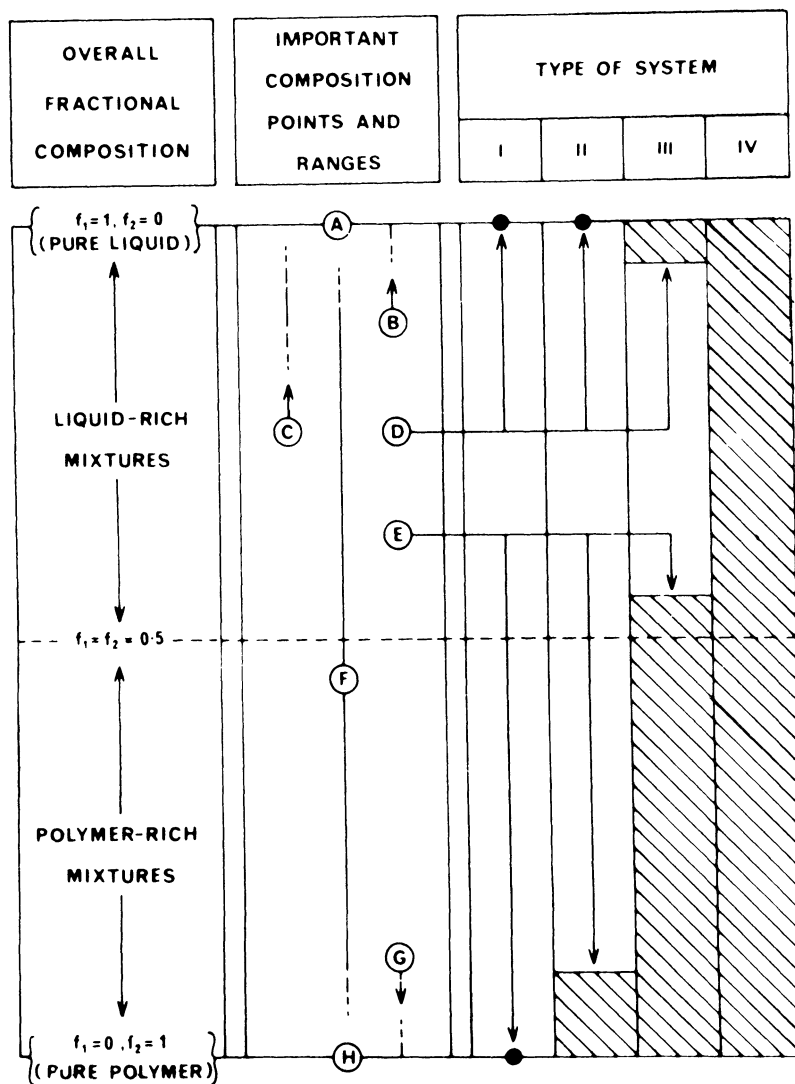 OVERALL
FRACTIONAL
COMPOSITION
IMPORTANT
COMPOSITION
POINTS AND
RANGES
TYPE OF SYSTEM
I
II
III
IV
f₁=1, f₂=0
(PURE LIQUID)
A
B
C
D
LIQUID-RICH
MIXTURES
E
f₁ = f₂ = 0·5
F
POLYMER-RICH
MIXTURES
G
f₁=0, f₂=1
(PURE POLYMER)
H